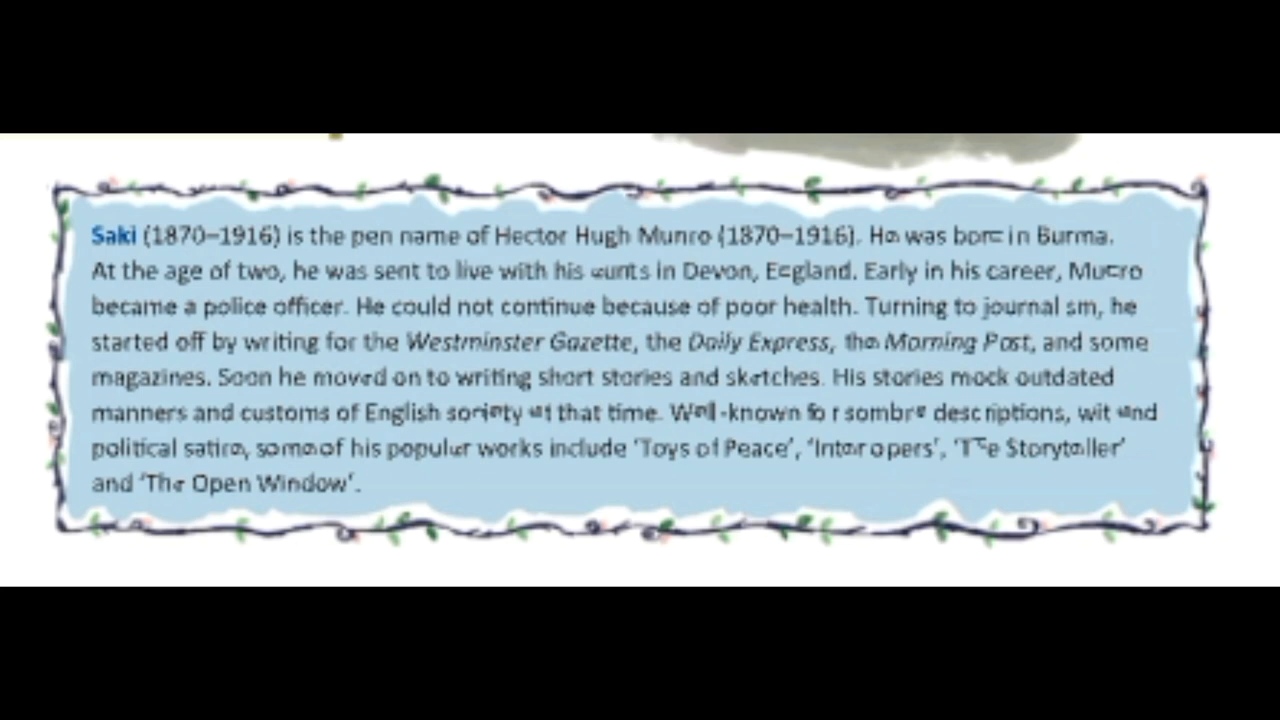 Saki (1870–1916) is the pen name of Hector Hugh Munro (1870–1916). He was born in Burma.
At the age of two, he was sent to live with his aunts in Devon, England. Early in his career, Munro
became a police officer. He could not continue because of poor health. Turning to journalism, he
started off by writing for the Westminster Gazette, the Daily Express, the Morning Post, and some
magazines. Soon he moved on to writing short stories and sketches. His stories mock outdated
manners and customs of English society at that time. Well-known for sombre descriptions, wit and
political satire, some of his popular works include ‘Toys of Peace’, ‘Interlopers’, ‘The Storyteller’
and ‘The Open Window’.